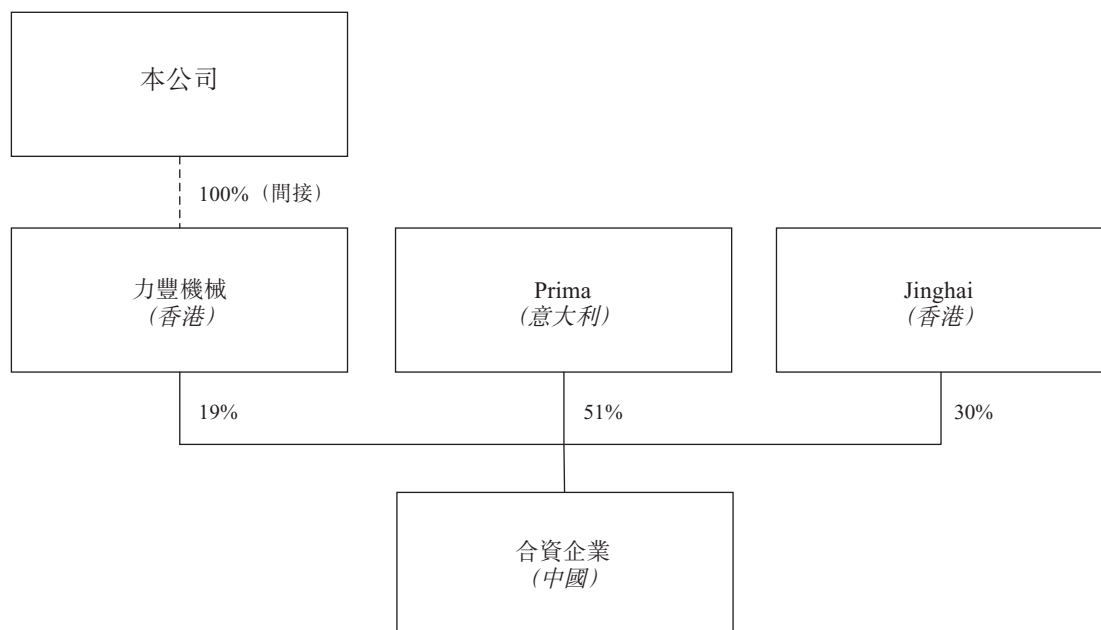 本公司
100%（間接）
力豐機械
（香港）
Prima
（意大利）
Jinghai
（香港）
19%
51%
30%
合資企業
（中國）